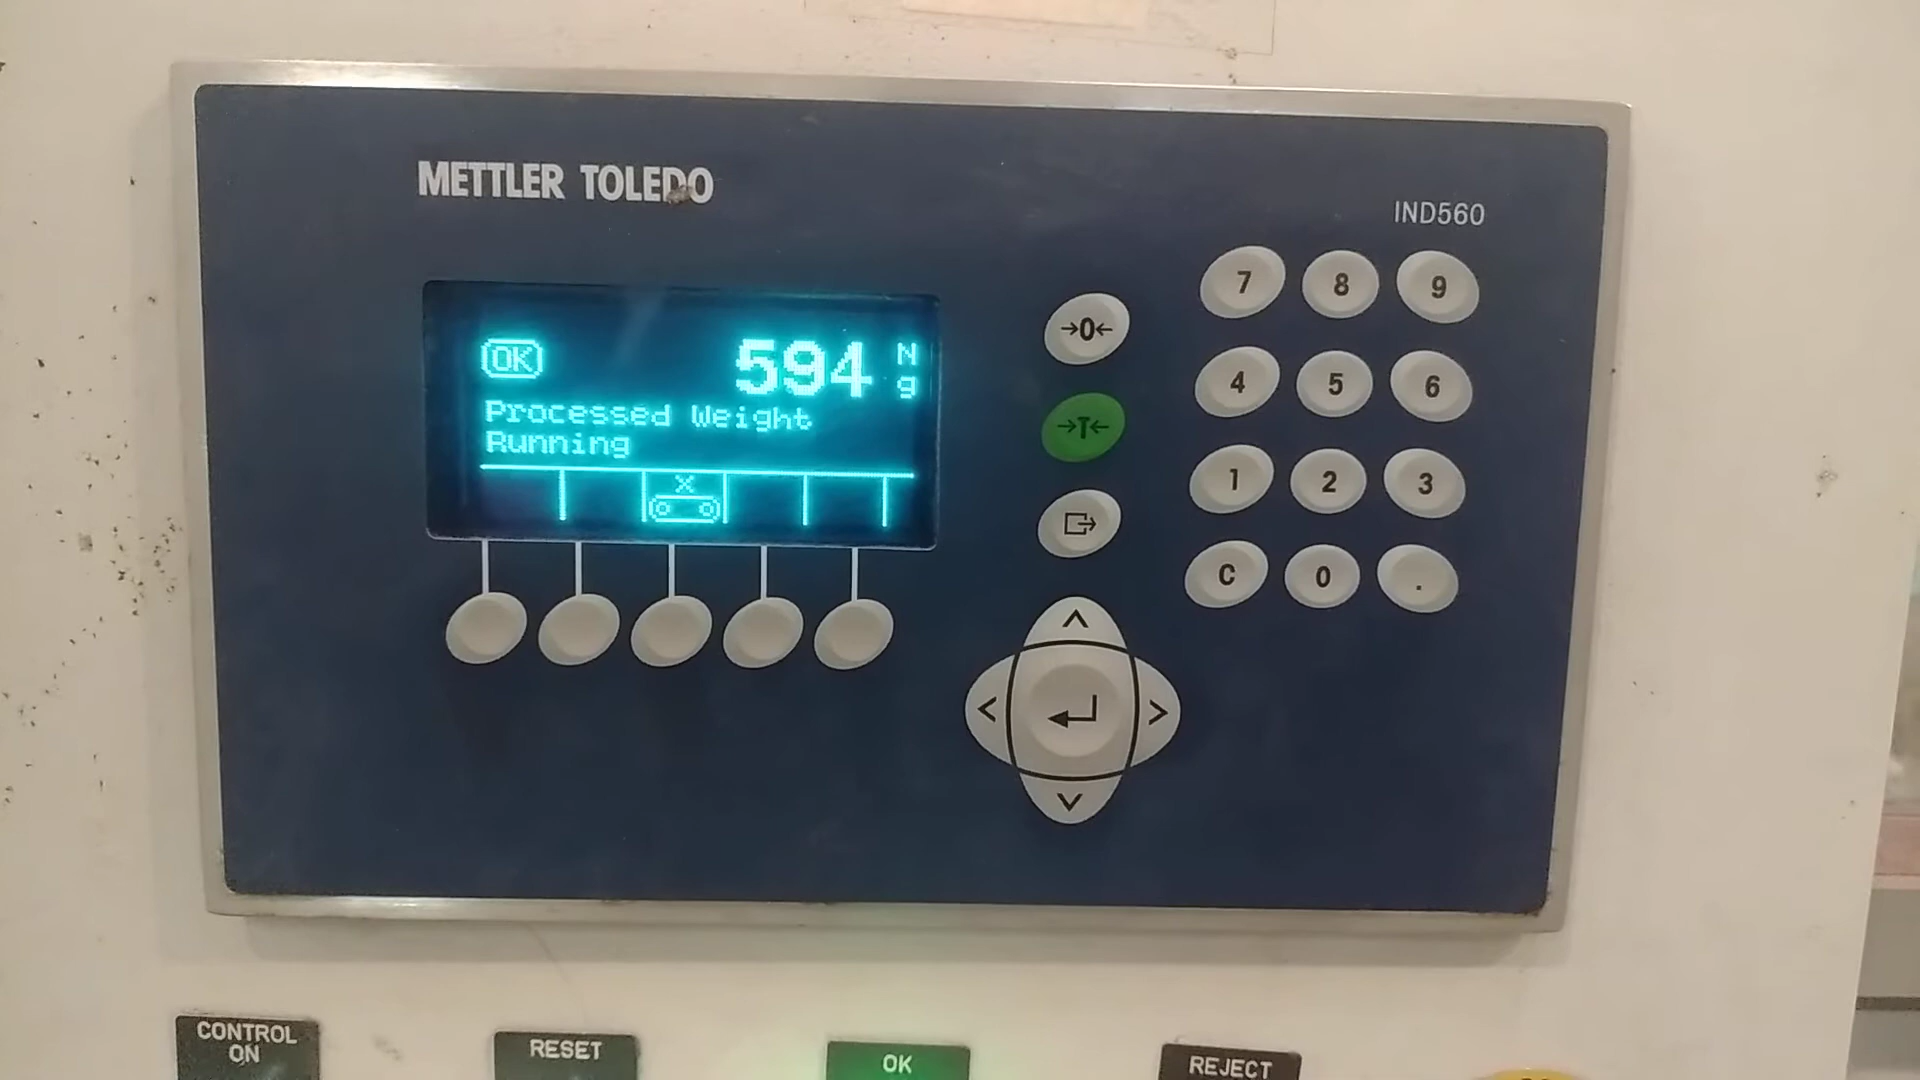 METTLER TOLEDO
IND560
OK
594 N
g
Processed Weight
Running
X
7 8 9
→0←
4 5 6
→T←
1 2 3
C 0 .
CONTROL
ON
RESET
OK
REJECT